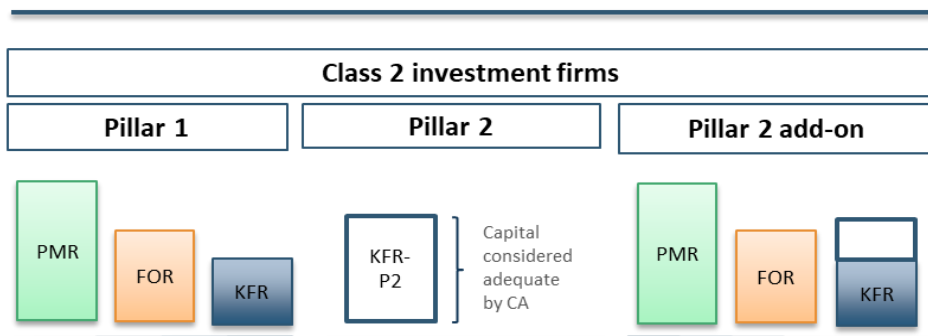 Class 2 investment firms
Pillar 1
Pillar 2
Pillar 2 add-on
PMR
FOR
KFR
KFR-
P2
Capital
considered
adequate
by CA
PMR
FOR
KFR